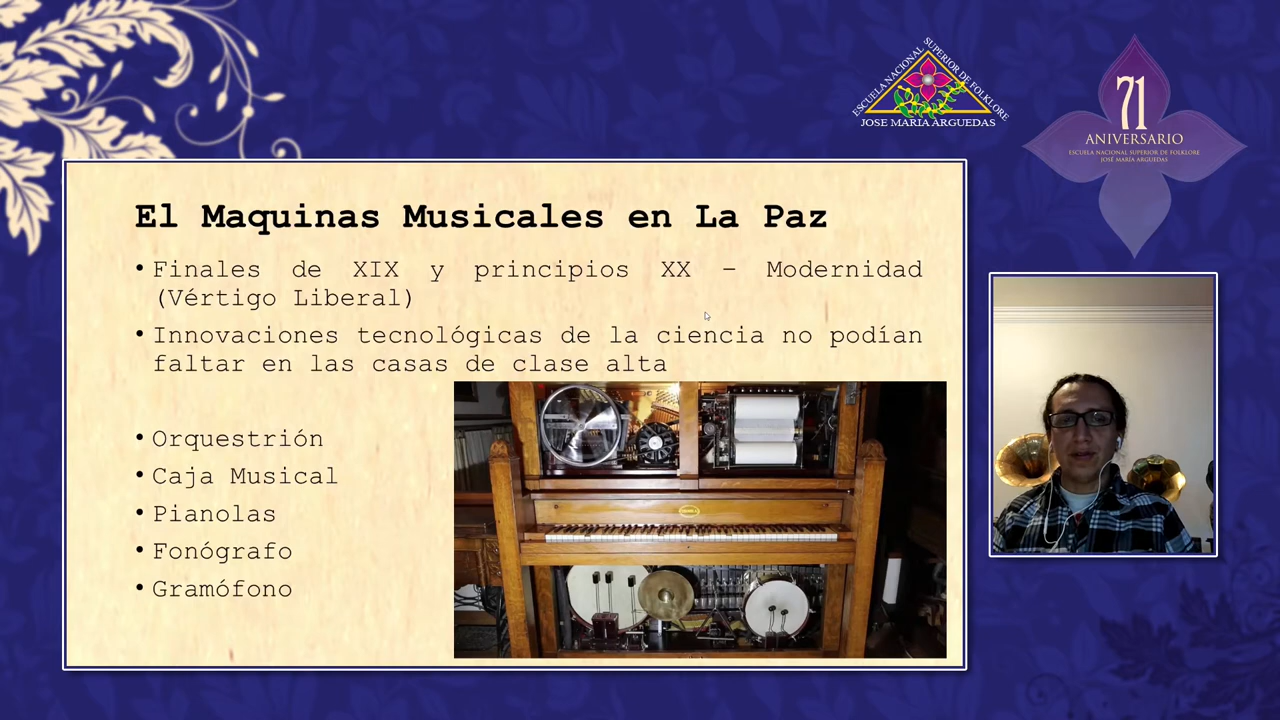 ESCUELA NACIONAL SUPERIOR DE FOLKLORE
JOSE MARIA ARGUEDAS
71
ANIVERSARIO
ESCUELA NACIONAL SUPERIOR DE FOLKLORE
JOSÉ MARÍA ARGUEDAS
El Maquinas Musicales en La Paz
• Finales de XIX y principios XX – Modernidad
(Vértigo Liberal)
• Innovaciones tecnológicas de la ciencia no podían
faltar en las casas de clase alta
• Orquestrión
• Caja Musical
• Pianolas
• Fonógrafo
• Gramófono